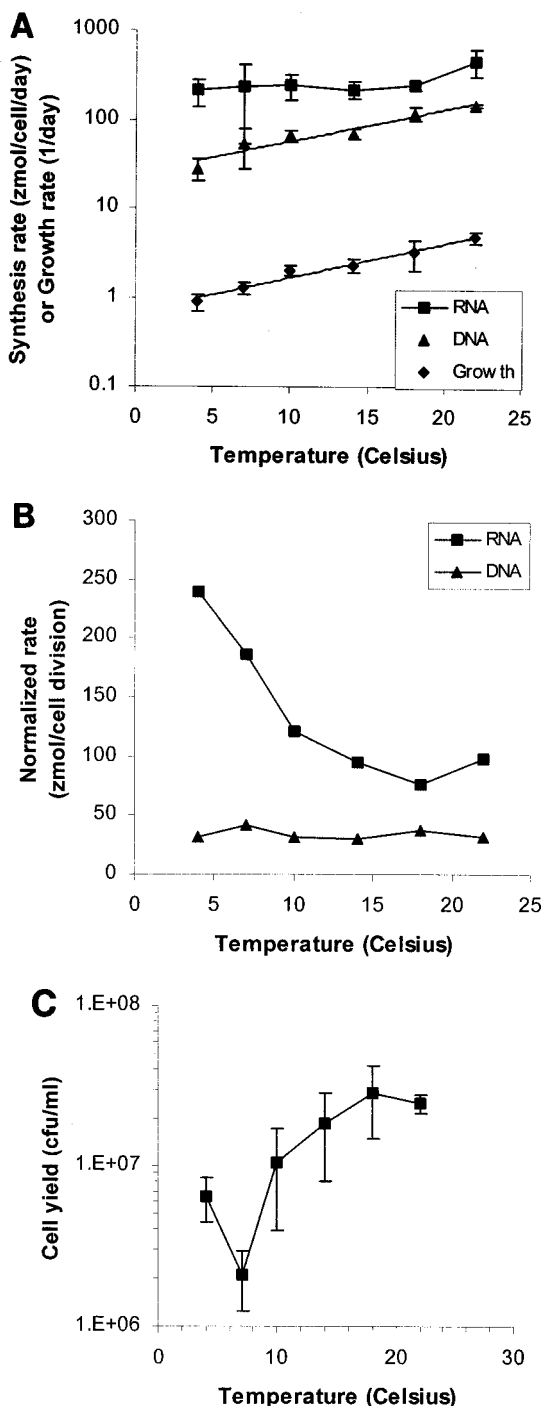 A
1000
100
10
1
0.1
Synthesis rate (zmol/cell/day)
or Growth rate (1/day)
RNA
DNA
Growth
0 5 10 15 20 25
Temperature (Celsius)
B
300
250
200
150
100
50
0
Normalized rate
(zmol/cell division)
RNA
DNA
0 5 10 15 20 25
Temperature (Celsius)
C
1.E+08
1.E+07
1.E+06
Cell yield (cfu/ml)
0 10 20 30
Temperature (Celsius)